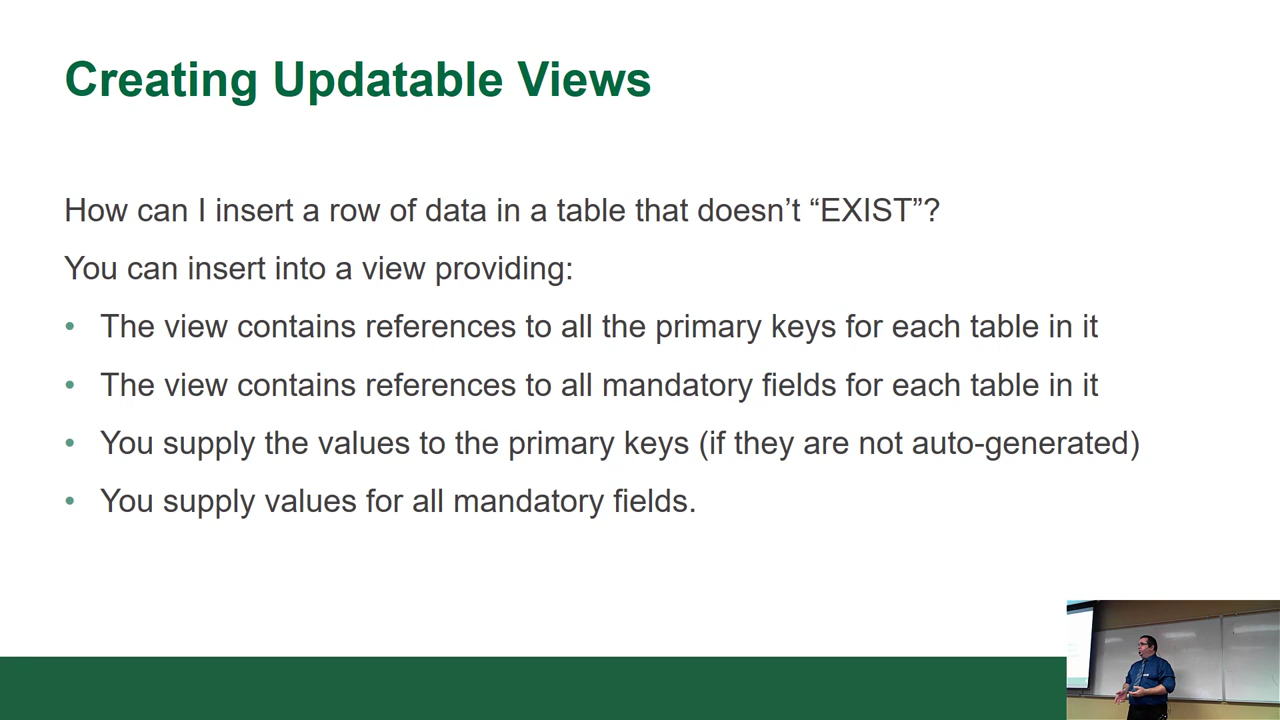 Creating Updatable Views
How can I insert a row of data in a table that doesn’t “EXIST”?
You can insert into a view providing:
• The view contains references to all the primary keys for each table in it
• The view contains references to all mandatory fields for each table in it
• You supply the values to the primary keys (if they are not auto-generated)
• You supply values for all mandatory fields.